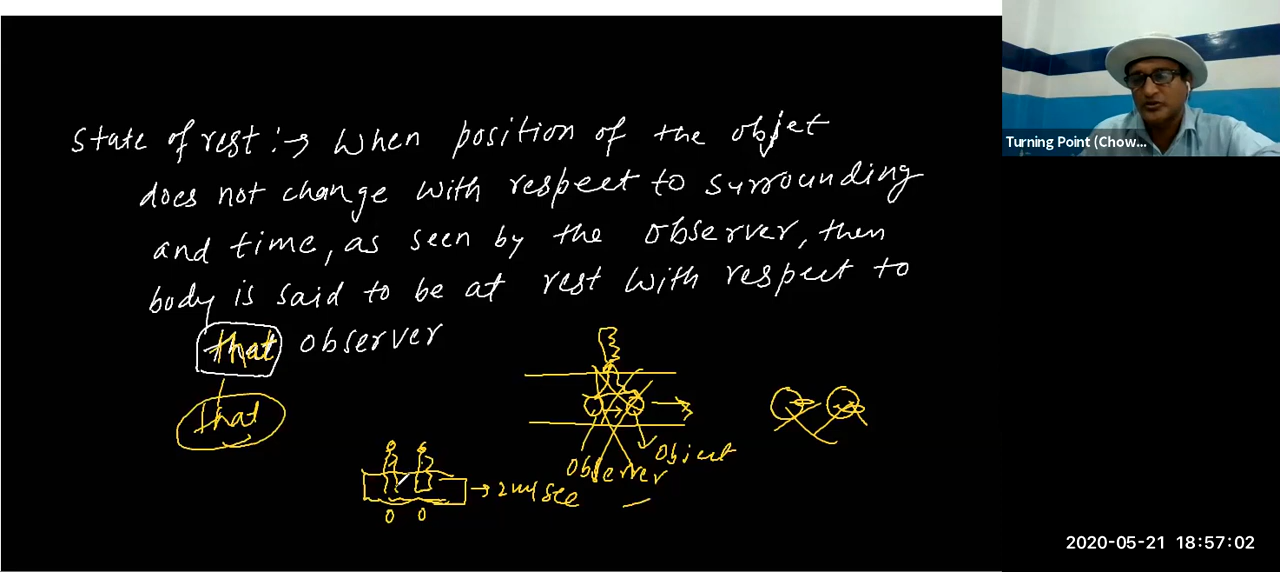 State of rest :→ When position of the objet
does not change with respect to surrounding
and time, as seen by the observer, then
body is said to be at rest with respect to
that observer
that
Observer
Object
→ 2 m/sec
0 0
Turning Point (Chow...
2020-05-21 18:57:02